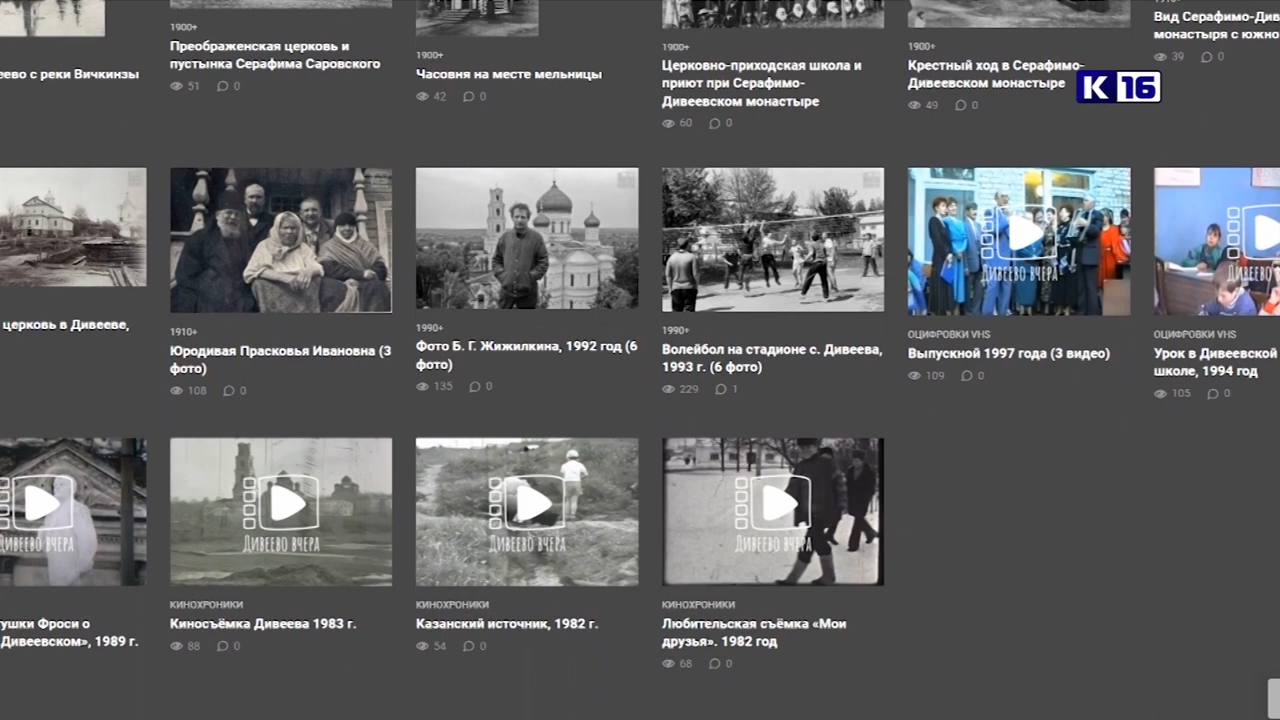 1900+
Преображенская церковь и
пустынка Серафима Саровского
51 0
еево с реки Вичкинзы
1900+
Часовня на месте мельницы
42 0
1900+
Церковно-приходская школа и
приют при Серафимо-
Дивеевском монастыре
60 0
1900+
Крестный ход в Серафимо-
Дивеевском монастыре
49 0
Вид Серафимо-Див
монастыря с южно
39 0
К 16
церковь в Дивееве,
1910+
Юродивая Прасковья Ивановна (3
фото)
108 0
1990+
Фото Б. Г. Жижилкина, 1992 год (6
фото)
135 0
1990+
Волейбол на стадионе с. Дивеева,
1993 г. (6 фото)
229 1
ДИВЕЕВО ВЧЕРА
ОЦИФРОВКИ VHS
Выпускной 1997 года (3 видео)
109 0
ДИВЕЕВО
ОЦИФРОВКИ VHS
Урок в Дивеевской
школе, 1994 год
105 0
ДИВЕЕВО ВЧЕРА
ушки Фроси о
Дивеевском», 1989 г.
ДИВЕЕВО ВЧЕРА
КИНОХРОНИКИ
Киносъёмка Дивеева 1983 г.
88 0
ДИВЕЕВО ВЧЕРА
КИНОХРОНИКИ
Казанский источник, 1982 г.
54 0
ДИВЕЕВО ВЧЕРА
КИНОХРОНИКИ
Любительская съёмка «Мои
друзья». 1982 год
68 0